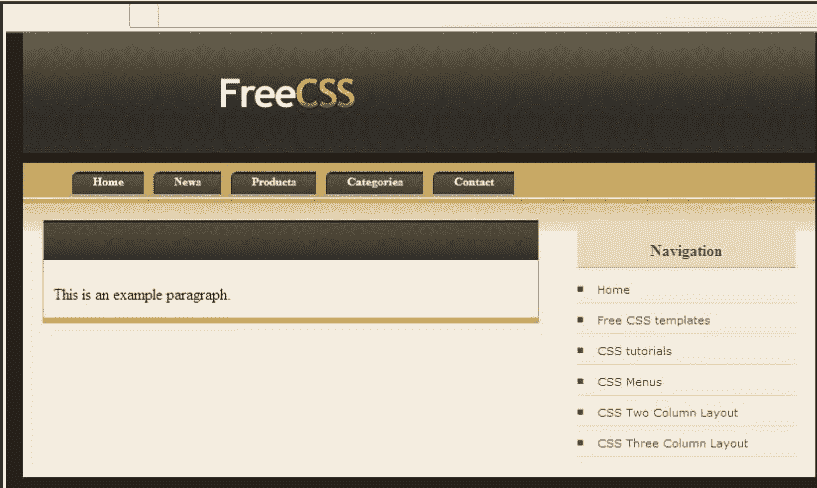 FreeCSS
Home News Products Categories Contact
This is an example paragraph.
Navigation
Home
Free CSS templates
CSS tutorials
CSS Menus
CSS Two Column Layout
CSS Three Column Layout